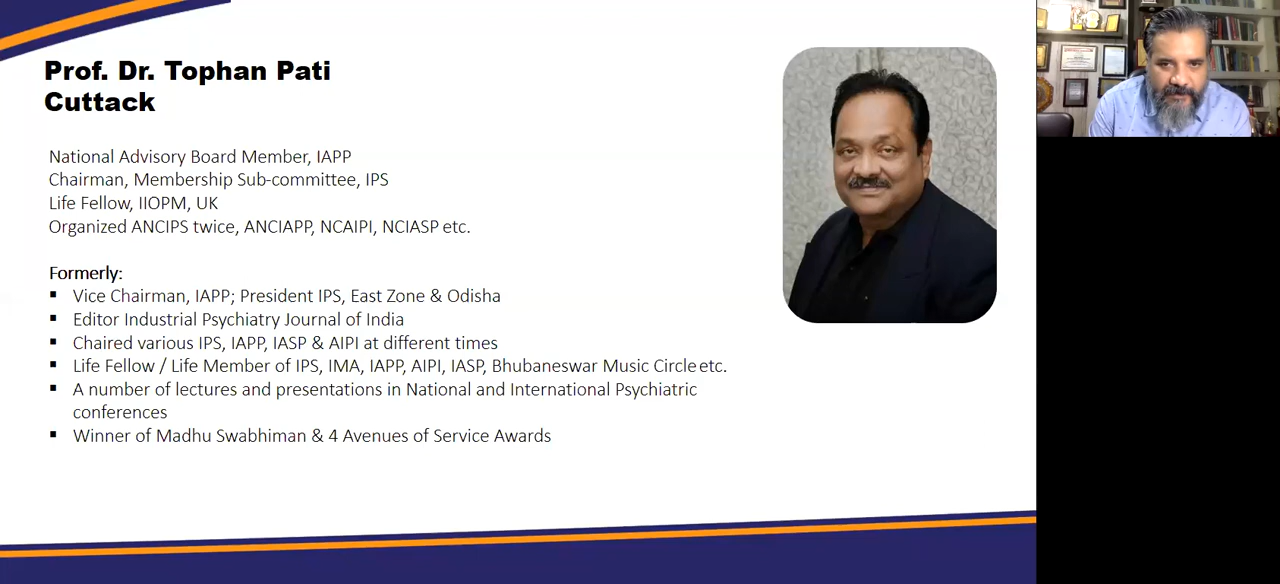 Prof. Dr. Tophan Pati
Cuttack
National Advisory Board Member, IAPP
Chairman, Membership Sub-committee, IPS
Life Fellow, IIOPM, UK
Organized ANCIPS twice, ANCIAPP, NCAIPI, NCIASP etc.
Formerly:
▪ Vice Chairman, IAPP; President IPS, East Zone & Odisha
▪ Editor Industrial Psychiatry Journal of India
▪ Chaired various IPS, IAPP, IASP & AIPI at different times
▪ Life Fellow / Life Member of IPS, IMA, IAPP, AIPI, IASP, Bhubaneswar Music Circle etc.
▪ A number of lectures and presentations in National and International Psychiatric
conferences
▪ Winner of Madhu Swabhiman & 4 Avenues of Service Awards